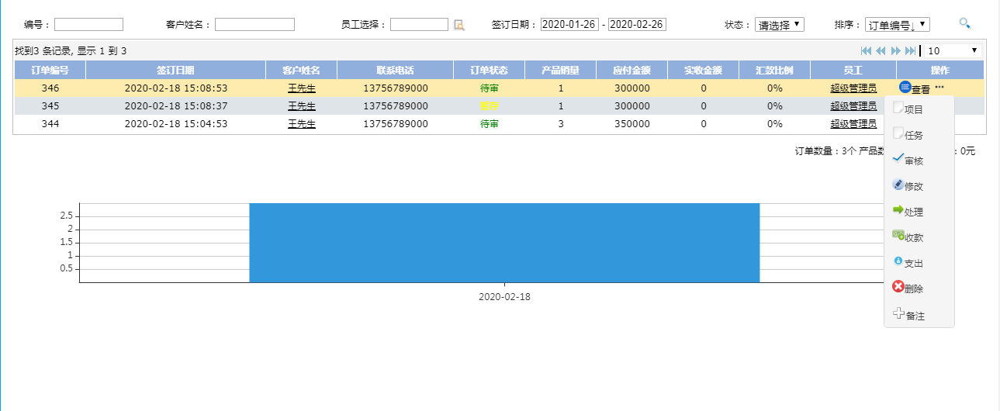 编号： 客户姓名： 员工选择： 签订日期： 2020-01-26 - 2020-02-26 状态： 请选择 排序： 订单编号↓
找到3 条记录, 显示 1 到 3 10
订单编号 签订日期 客户姓名 联系电话 订单状态 产品销量 应付金额 实收金额 汇款比例 员工 操作
346 2020-02-18 15:08:53 王先生 13756789000 待审 1 300000 0 0% 超级管理员 查看 ···
345 2020-02-18 15:08:37 王先生 13756789000 1 300000 0 0% 超级管理员
344 2020-02-18 15:04:53 王先生 13756789000 待审 3 350000 0 0% 超级管理员
项目
任务
审核
修改
处理
收款
支出
删除
备注
订单数量：3个 产品数 ：0元
2.5
2
1.5
1
0.5
2020-02-18